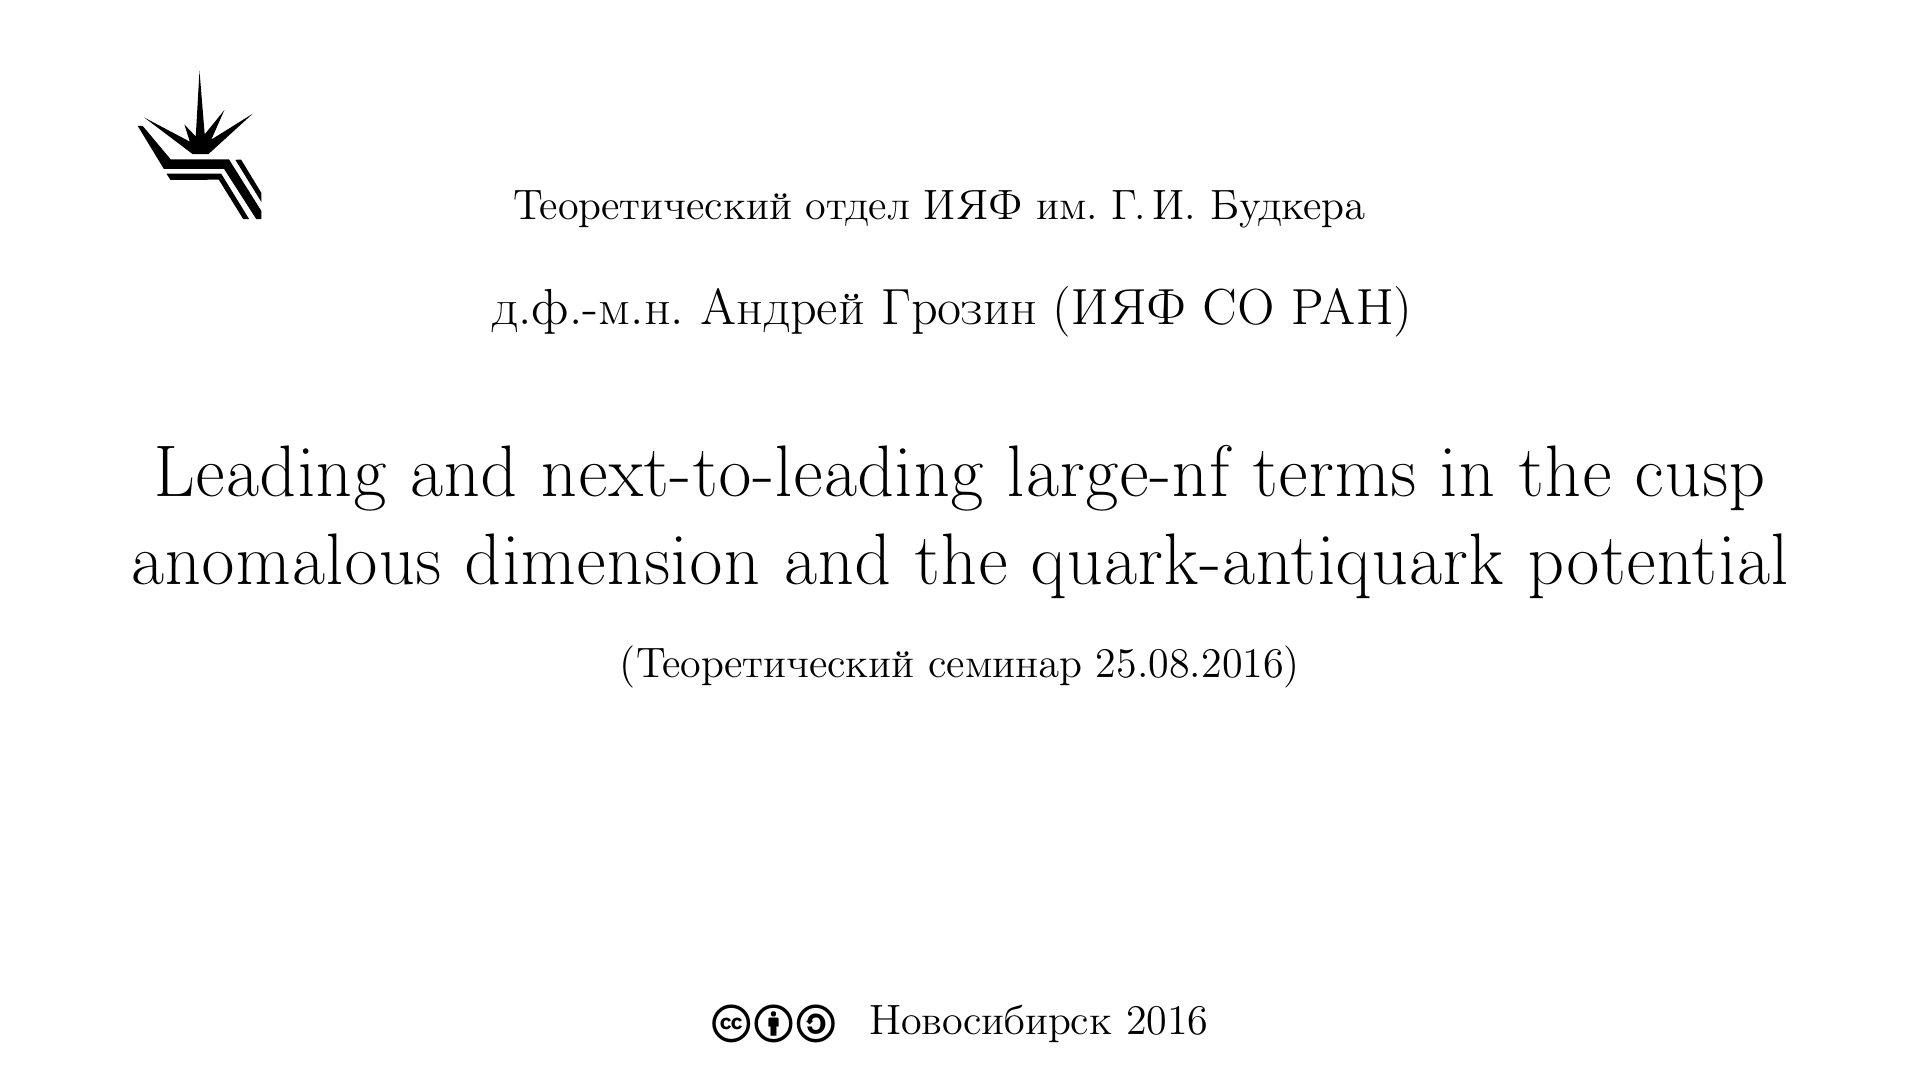 Теоретический отдел ИЯФ им. Г. И. Будкера
д.ф.-м.н. Андрей Грозин (ИЯФ СО РАН)
Leading and next-to-leading large-nf terms in the cusp
anomalous dimension and the quark-antiquark potential
(Теоретический семинар 25.08.2016)
cc Новосибирск 2016